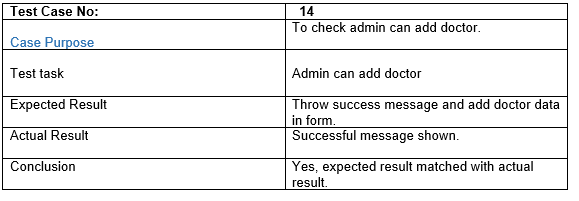 Test Case No: 14
To check admin can add doctor.
Case Purpose
Test task Admin can add doctor
Expected Result Throw success message and add doctor data
in form.
Actual Result Successful message shown.
Conclusion Yes, expected result matched with actual
result.